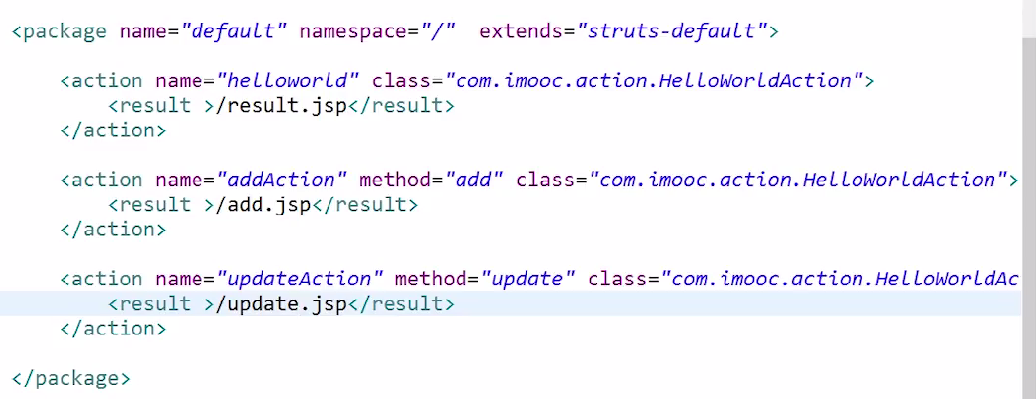 <package name="default" namespace="/"  extends="struts-default">
<action name="helloworld" class="com.imooc.action.HelloWorldAction">
<result >/result.jsp</result>
</action>
<action name="addAction" method="add" class="com.imooc.action.HelloWorldAction">
<result >/add.jsp</result>
</action>
<action name="updateAction" method="update" class="com.imooc.action.HelloWorldAc
<result >/update.jsp</result>
</action>
</package>